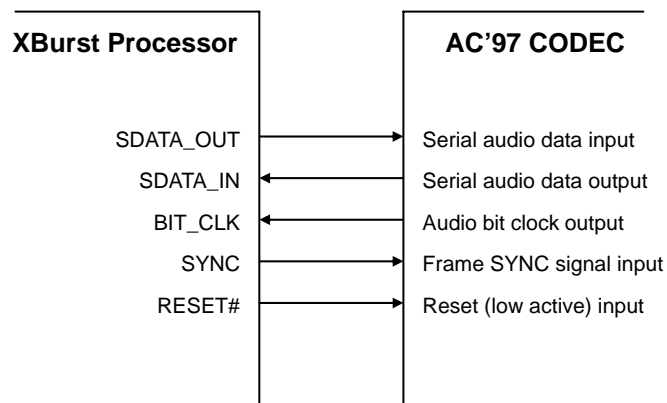 XBurst Processor AC’97 CODEC
SDATA_OUT Serial audio data input
SDATA_IN Serial audio data output
BIT_CLK Audio bit clock output
SYNC Frame SYNC signal input
RESET# Reset (low active) input